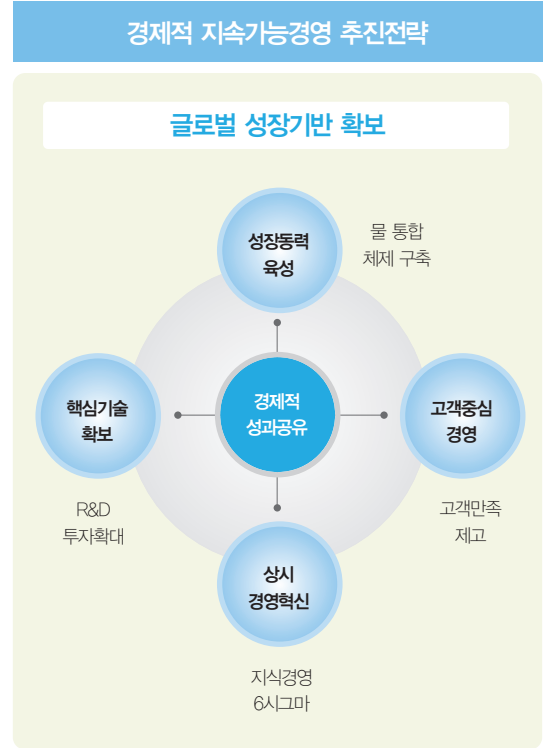 경제적 지속가능경영 추진전략
글로벌 성장기반 확보
성장동력
육성
물 통합
체제 구축
핵심기술
확보
R&D
투자확대
경제적
성과공유
고객중심
경영
고객만족
제고
상시
경영혁신
지식경영
6시그마